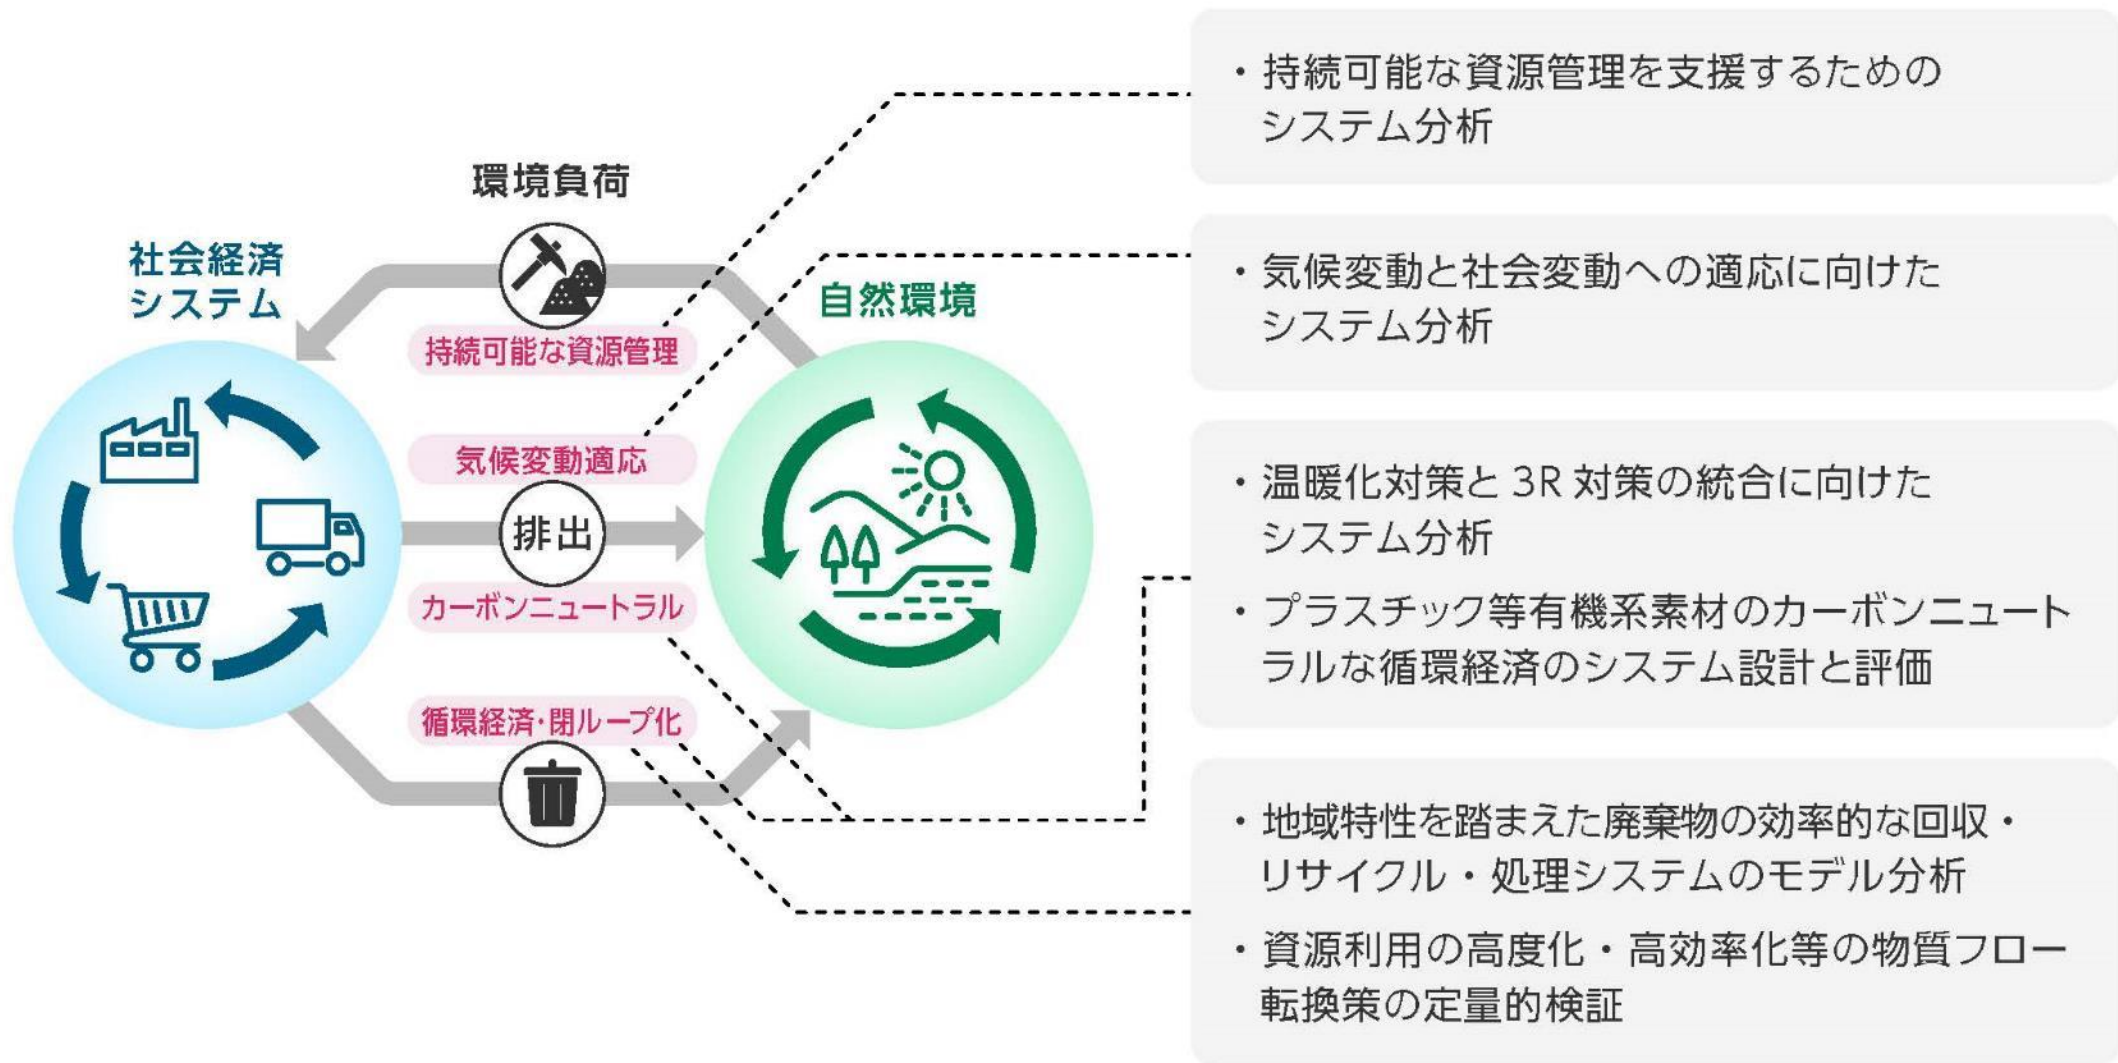 環境負荷
社会経済
システム
自然環境
持続可能な資源管理
気候変動適応
排出
カーボンニュートラル
循環経済・閉ループ化
・持続可能な資源管理を支援するための
システム分析
・気候変動と社会変動への適応に向けた
システム分析
・温暖化対策と 3R 対策の統合に向けた
システム分析
・プラスチック等有機系素材のカーボンニュート
ラルな循環経済のシステム設計と評価
・地域特性を踏まえた廃棄物の効率的な回収・
リサイクル・処理システムのモデル分析
・資源利用の高度化・高効率化等の物質フロー
転換策の定量的検証